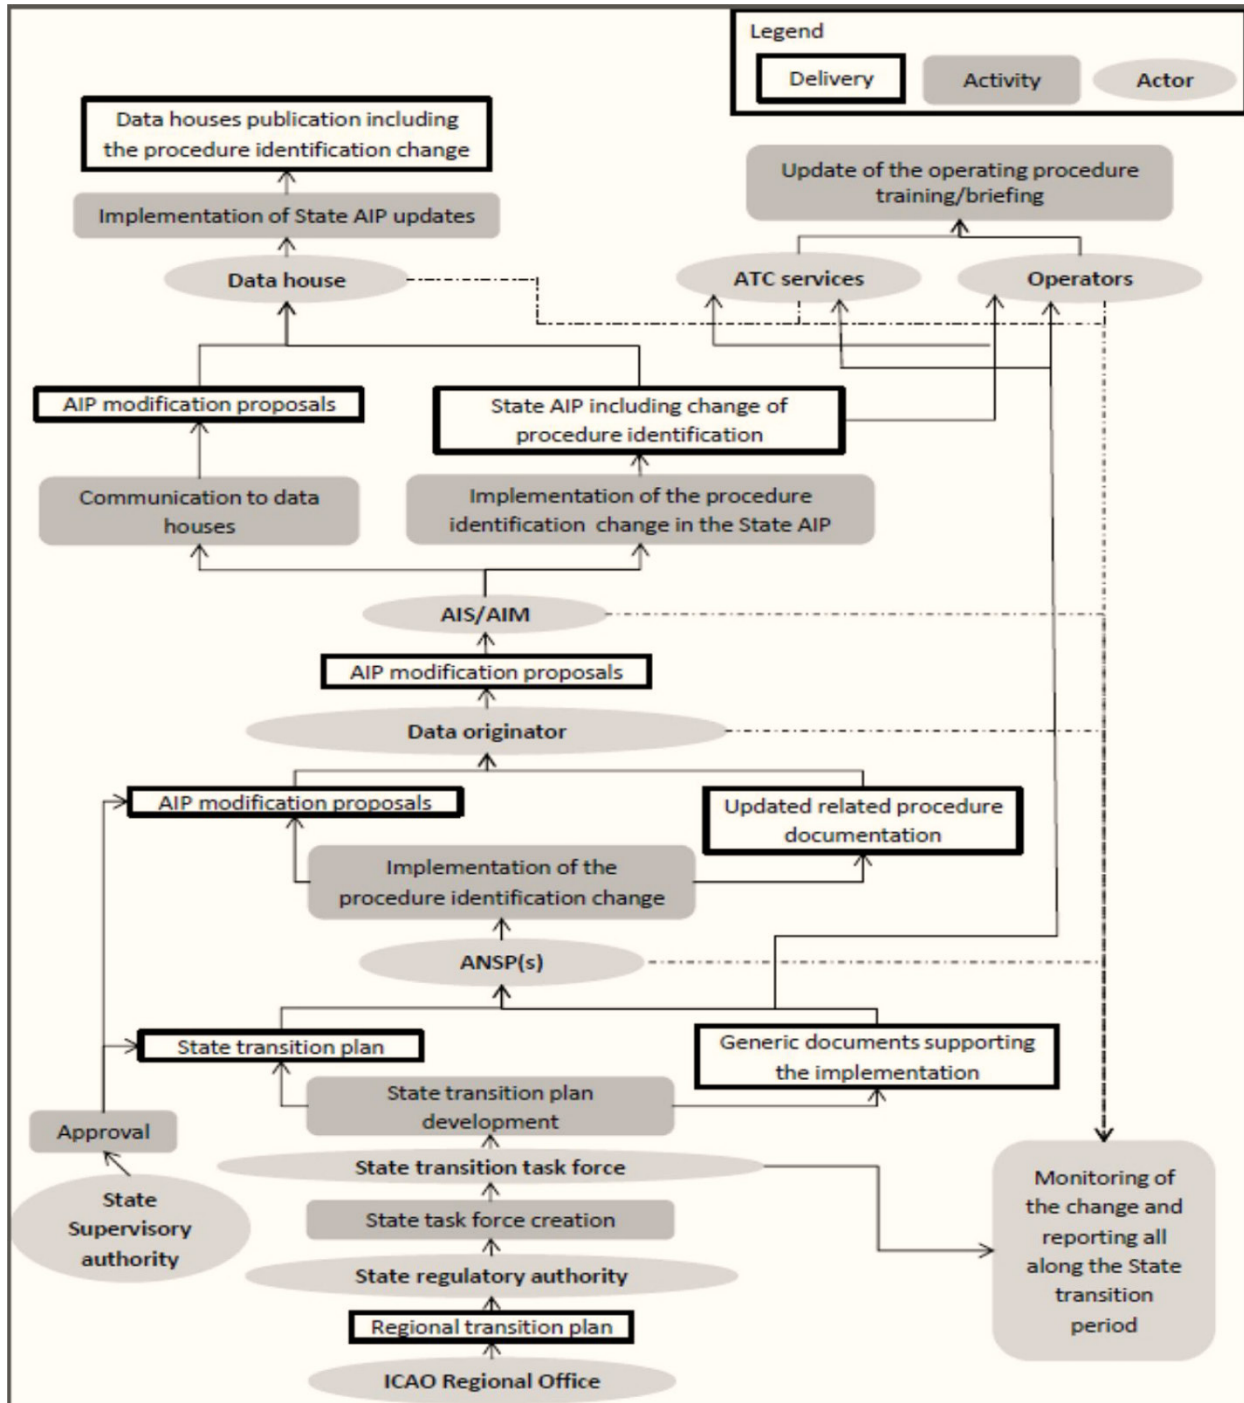 Legend
Delivery
Activity
Actor
Data houses publication including
the procedure identification change
Update of the operating procedure
training/briefing
Implementation of State AIP updates
Data house
ATC services
Operators
AIP modification proposals
State AIP including change of
procedure identification
Communication to data
houses
Implementation of the procedure
identification change in the State AIP
AIS/AIM
AIP modification proposals
Data originator
AIP modification proposals
Updated related procedure
documentation
Implementation of the
procedure identification change
ANSP(s)
State transition plan
Generic documents supporting
the implementation
State transition plan
development
Approval
State transition task force
State
Supervisory
authority
State task force creation
Monitoring of
the change and
reporting all
along the State
transition
period
State regulatory authority
Regional transition plan
ICAO Regional Office